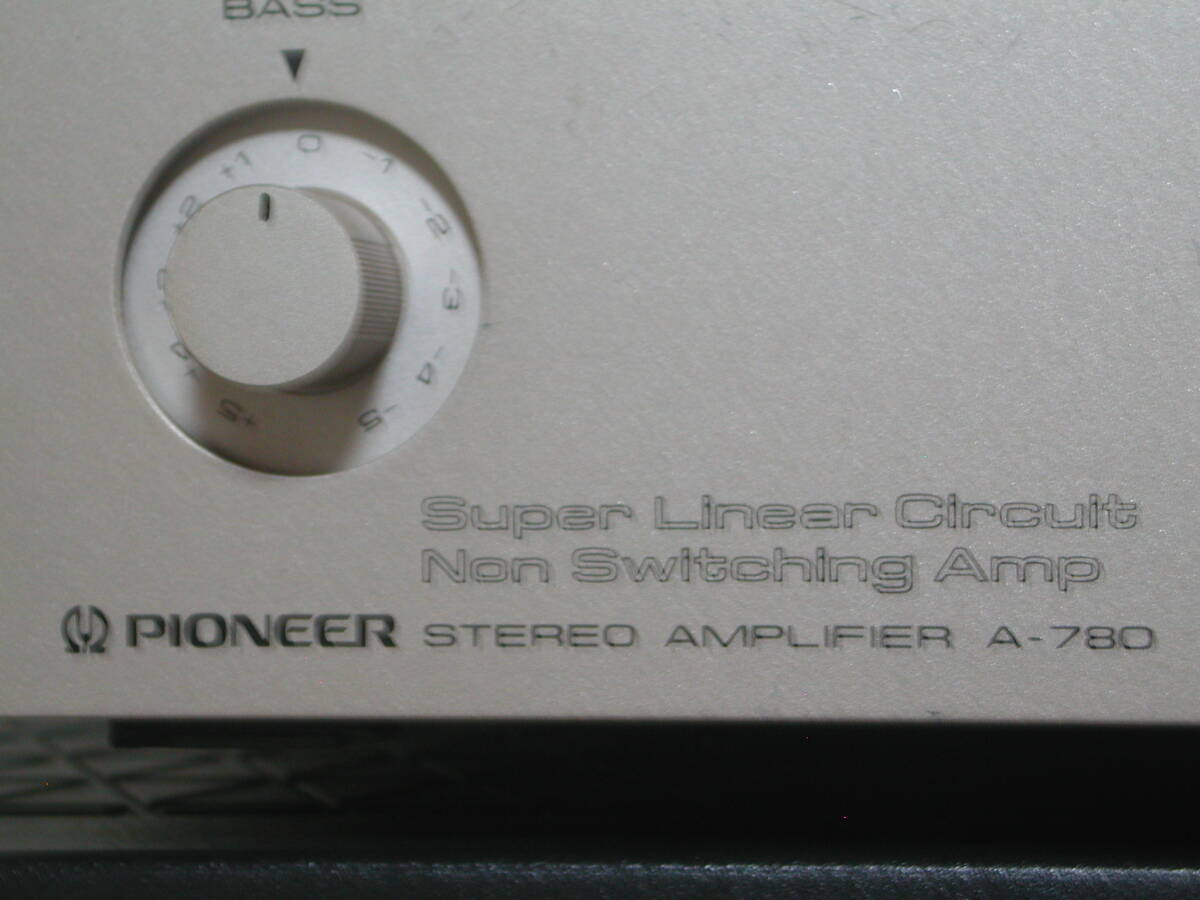 BASS
0
+1
-1
+2
-2
-3
+4
-4
+5
-5
Super Linear Circuit
Non Switching Amp
PIONEER STEREO AMPLIFIER A-780